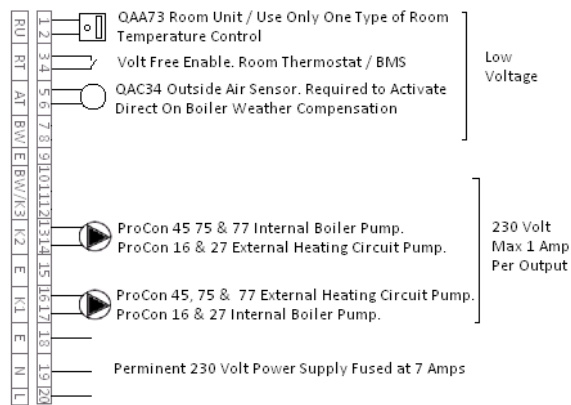 RU
1
2
QAA73 Room Unit / Use Only One Type of Room
Temperature Control
RT
3
4
Volt Free Enable. Room Thermostat / BMS
Low
Voltage
AT
5
6
QAC34 Outside Air Sensor. Required to Activate
Direct On Boiler Weather Compensation
BW
7
8
E
9
BW/K3
10
11
12
K2
13
14
ProCon 45 75 & 77 Internal Boiler Pump.
ProCon 16 & 27 External Heating Circuit Pump.
230 Volt
Max 1 Amp
Per Output
E
15
K1
16
17
ProCon 45, 75 & 77 External Heating Circuit Pump.
ProCon 16 & 27 Internal Boiler Pump.
E
18
N
19
Perminent 230 Volt Power Supply Fused at 7 Amps
L
20